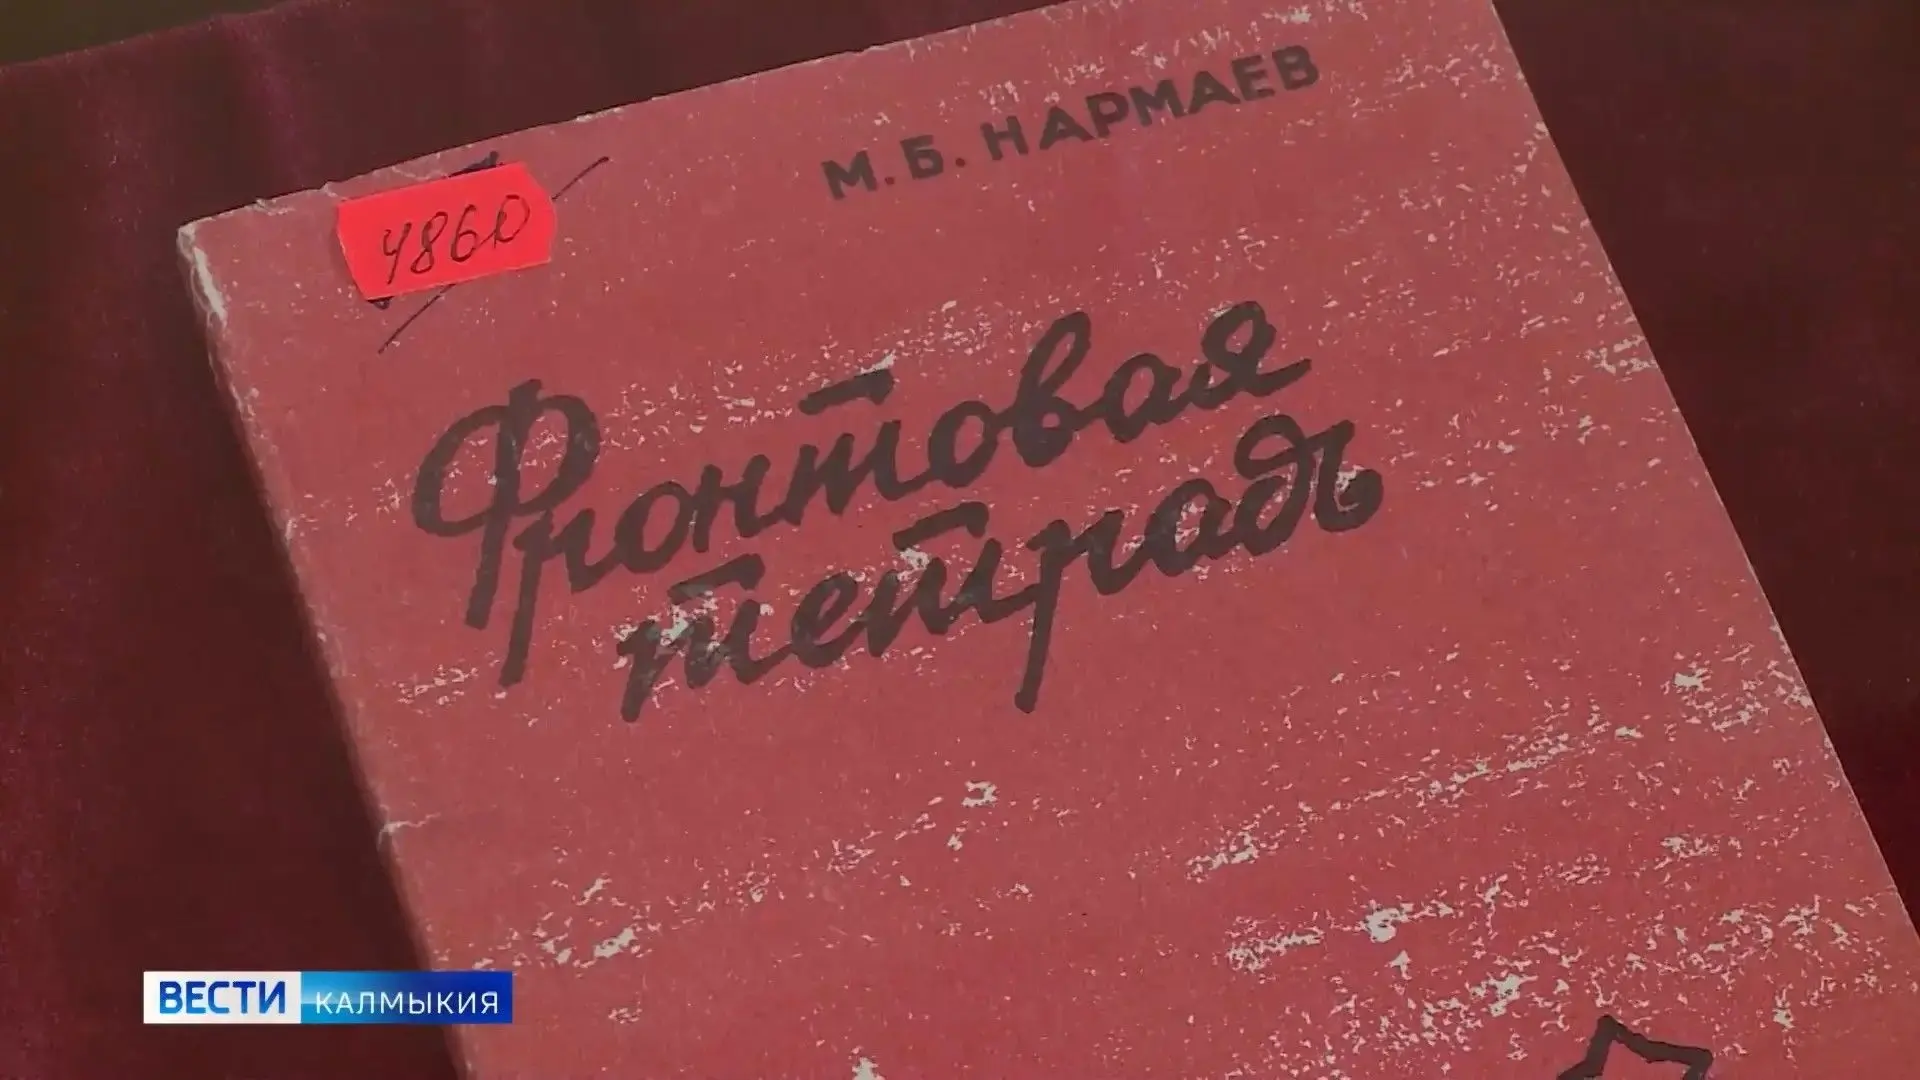 М.Б. НАРМАЕВ
4860
Фронтовая
тетрадь
ВЕСТИ КАЛМЫКИЯ